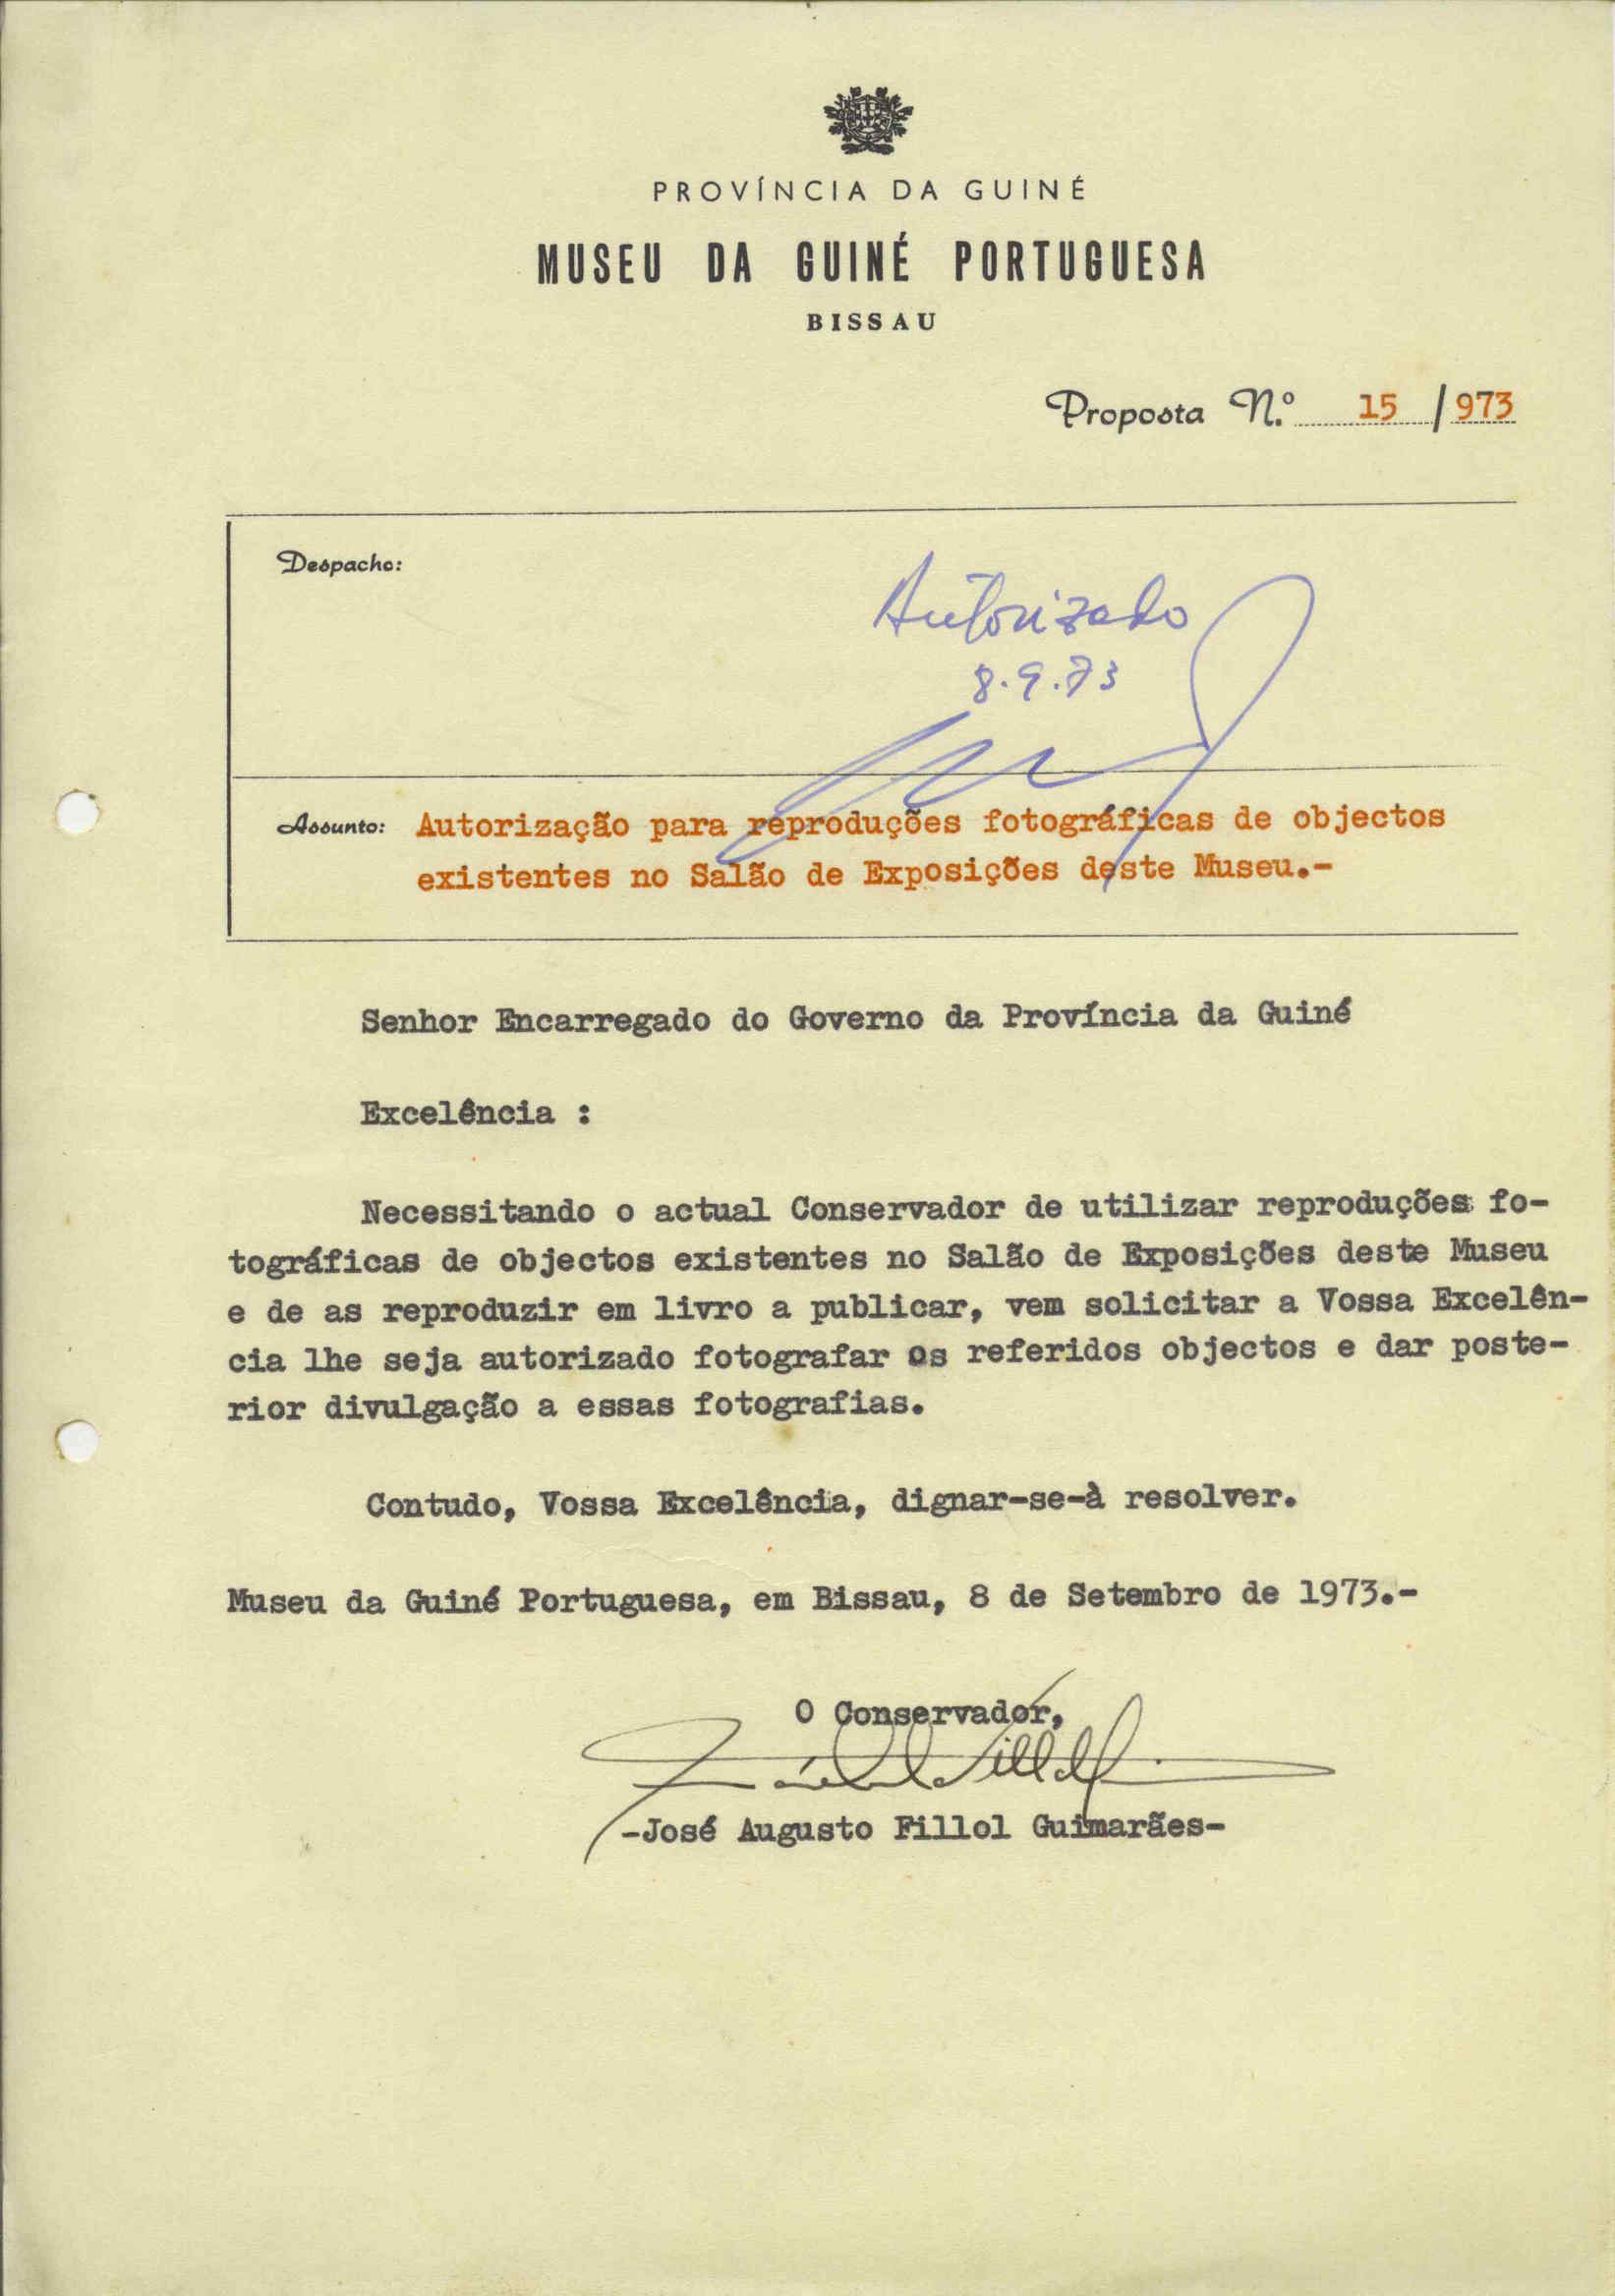 PROVÍNCIA DA GUINÉ
MUSEU DA GUINÉ PORTUGUESA
BISSAU
Proposta N.º 15 / 973
Despacho:
Autorizado
8.9.73
Assunto: Autorização para reproduções fotográficas de objectos
existentes no Salão de Exposições deste Museu.-
Senhor Encarregado do Governo da Província da Guiné
Excelência :
Necessitando o actual Conservador de utilizar reproduções fo-
tográficas de objectos existentes no Salão de Exposições deste Museu
e de as reproduzir em livro a publicar, vem solicitar a Vossa Excelên-
cia lhe seja autorizado fotografar os referidos objectos e dar poste-
rior divulgação a essas fotografias.
Contudo, Vossa Excelência, dignar-se-à resolver.
Museu da Guiné Portuguesa, em Bissau, 8 de Setembro de 1973.-
O Conservador,
-José Augusto Fillol Guimarães-